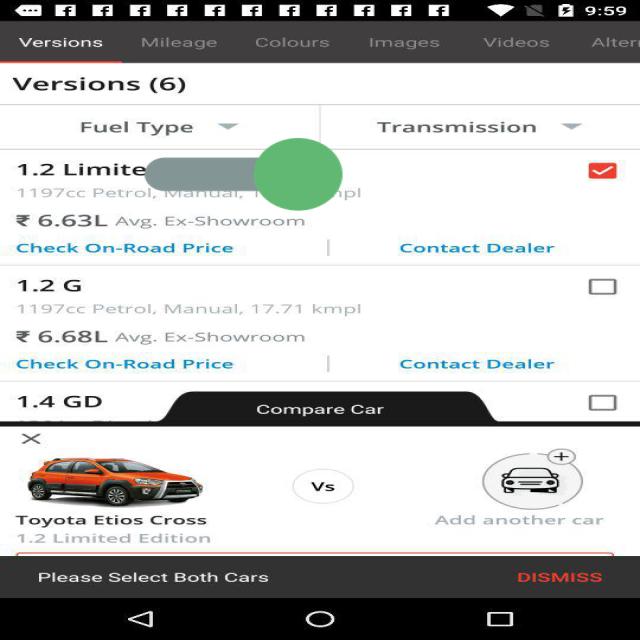 9:59
Versions Mileage Colours Images Videos Alter
Versions (6)
Fuel Type Transmission
1.2 Limite
1197cc Petrol, Manual, 1 mpl
₹ 6.63L Avg. Ex-Showroom
Check On-Road Price | Contact Dealer
1.2 G
1197cc Petrol, Manual, 17.71 kmpl
₹ 6.68L Avg. Ex-Showroom
Check On-Road Price | Contact Dealer
1.4 GD
Compare Car
Vs
Toyota Etios Cross Add another car
1.2 Limited Edition
Please Select Both Cars DISMISS